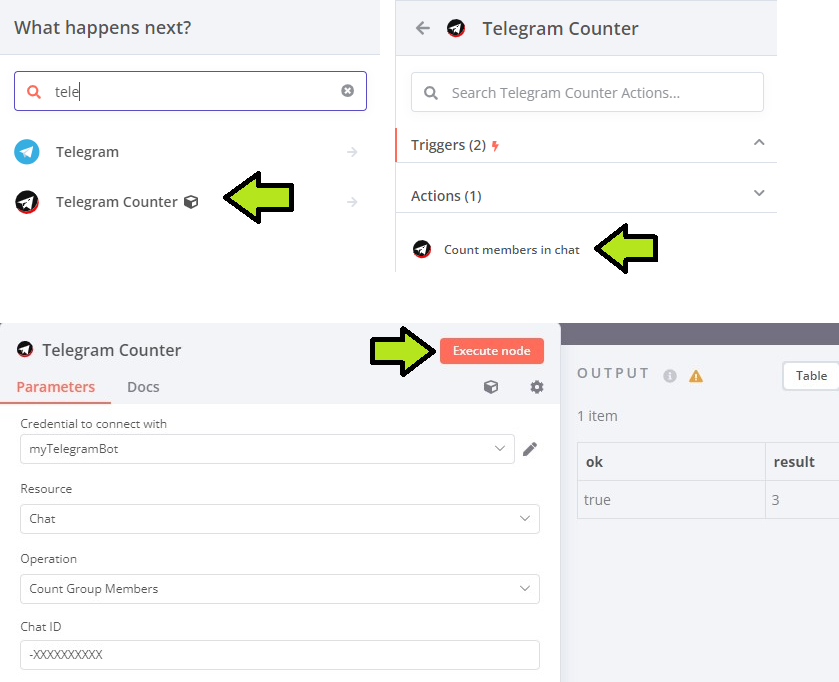 What happens next?
tele
Telegram
Telegram Counter
Telegram Counter
Search Telegram Counter Actions...
Triggers (2)
Actions (1)
Count members in chat
Telegram Counter
Execute node
Parameters
Docs
Credential to connect with
myTelegramBot
Resource
Chat
Operation
Count Group Members
Chat ID
-XXXXXXXXXX
OUTPUT
Table
1 item
ok
result
true
3